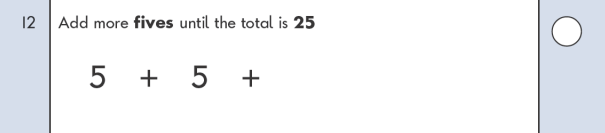 12 Add more fives until the total is 25
5 + 5 +